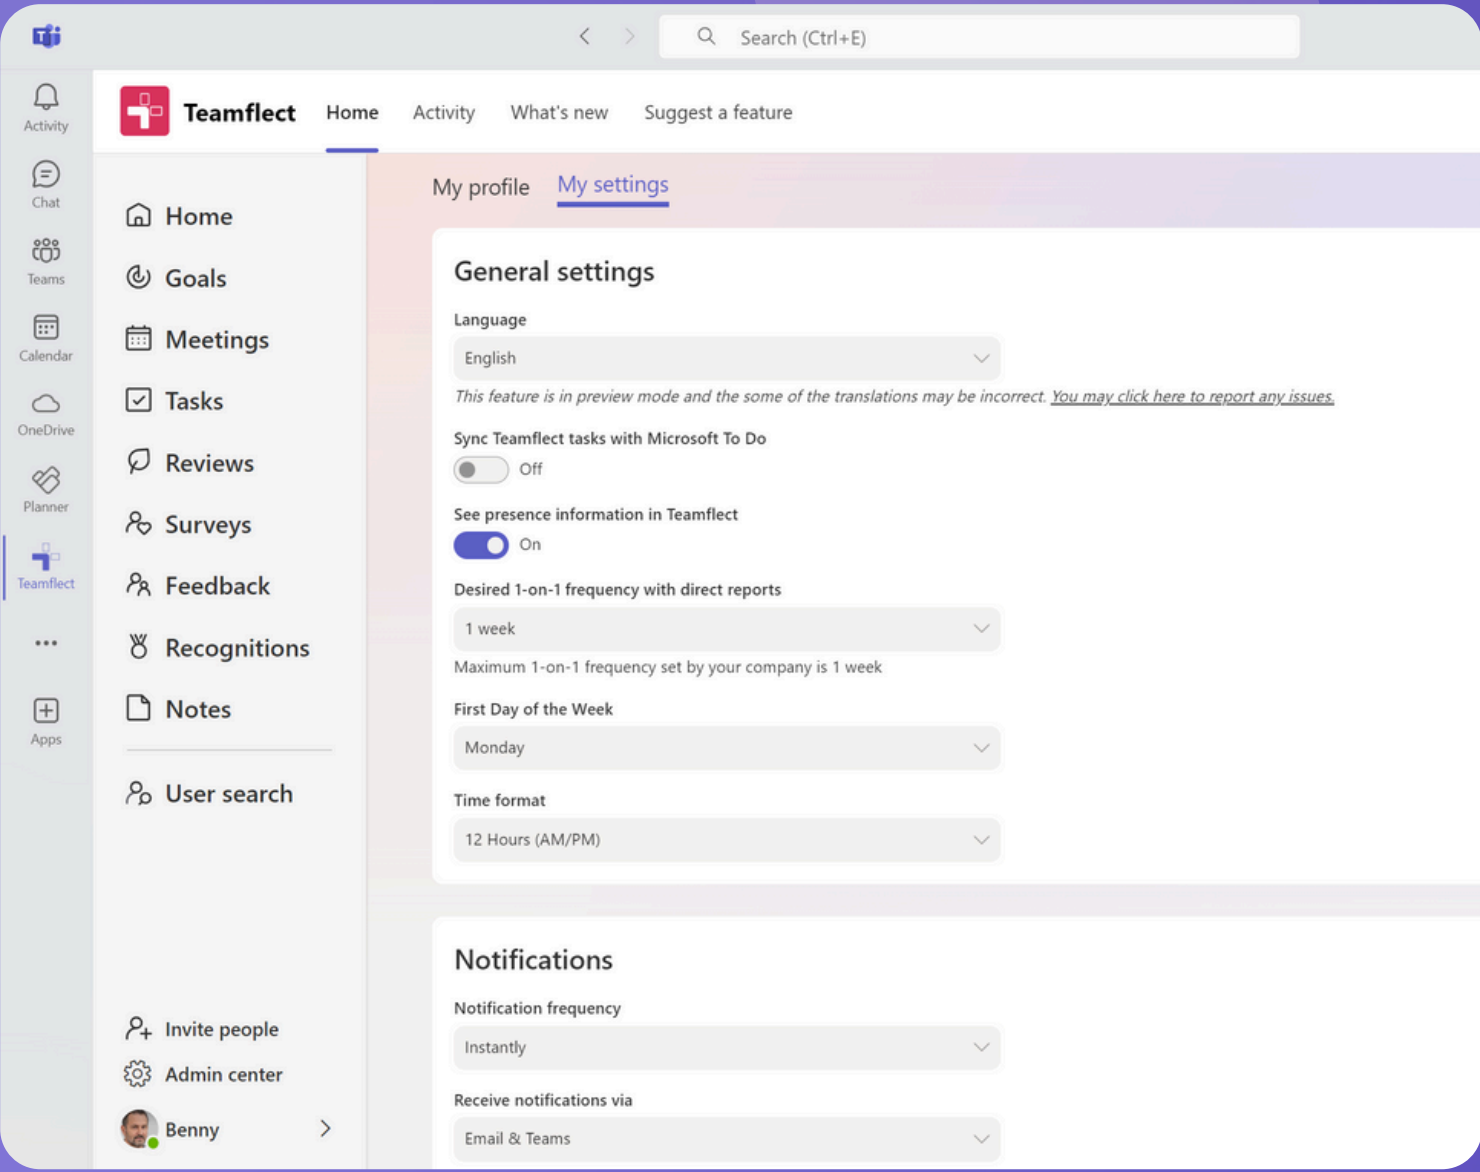 Search (Ctrl+E)
Activity
Chat
Teams
Calendar
OneDrive
Planner
Teamflect
Apps
Teamflect
Home
Activity
What's new
Suggest a feature
Home
Goals
Meetings
Tasks
Reviews
Surveys
Feedback
Recognitions
Notes
User search
Invite people
Admin center
Benny
My profile
My settings
General settings
Language
English
This feature is in preview mode and the some of the translations may be incorrect. You may click here to report any issues.
Sync Teamflect tasks with Microsoft To Do
Off
See presence information in Teamflect
On
Desired 1-on-1 frequency with direct reports
1 week
Maximum 1-on-1 frequency set by your company is 1 week
First Day of the Week
Monday
Time format
12 Hours (AM/PM)
Notifications
Notification frequency
Instantly
Receive notifications via
Email & Teams